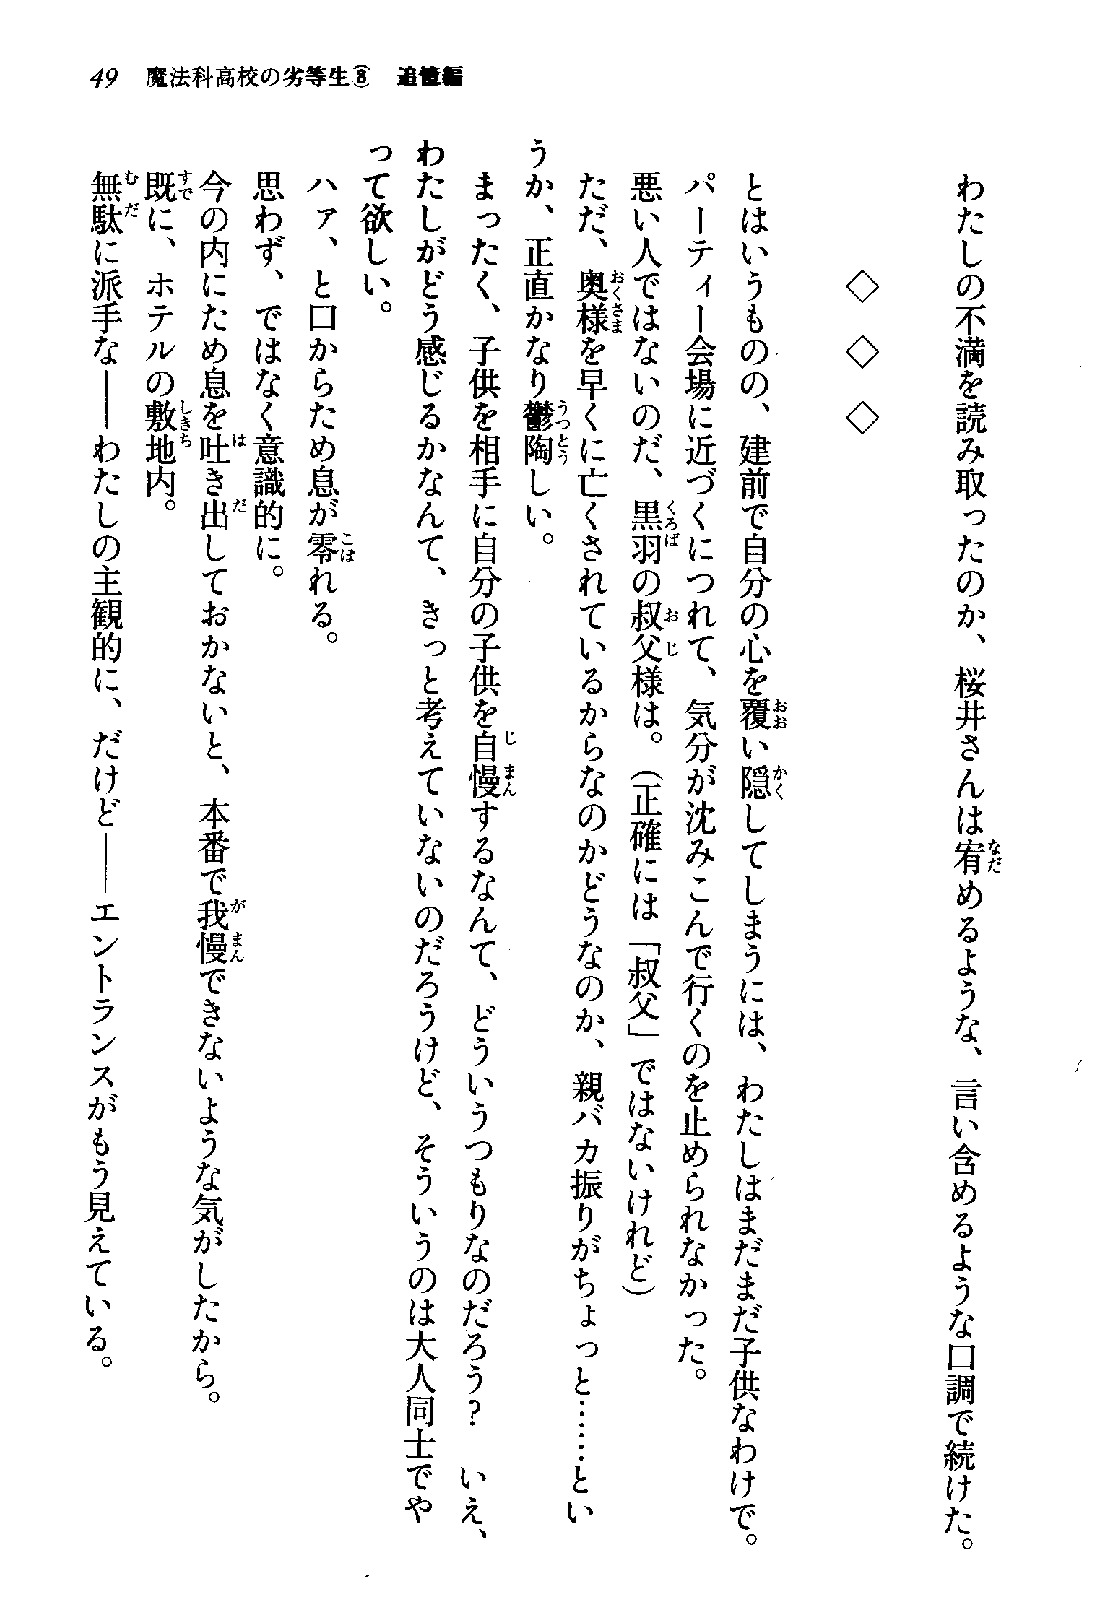 49　魔法科高校の劣等生⑧　追憶編
わたしの不満を読み取ったのか、桜井さんは宥めるような、言い含めるような口調で続けた。
◇　◇　◇
とはいうものの、建前で自分の心を覆い隠してしまうには、わたしはまだまだ子供なわけで。
パーティー会場に近づくにつれて、気分が沈みこんで行くのを止められなかった。
悪い人ではないのだ、黒羽の叔父様は。（正確には「叔父」ではないけれど）
ただ、奥様を早くに亡くされているからなのかどうなのか、親バカ振りがちょっと……とい
うか、正直かなり鬱陶しい。
まったく、子供を相手に自分の子供を自慢するなんて、どういうつもりなのだろう？　いえ、
わたしがどう感じるかなんて、きっと考えていないのだろうけど、そういうのは大人同士でや
って欲しい。
ハァ、と口からため息が零れる。
思わず、ではなく意識的に。
今の内にため息を吐き出しておかないと、本番で我慢できないような気がしたから。
既に、ホテルの敷地内。
無駄に派手な――わたしの主観的に、だけど――エントランスがもう見えている。